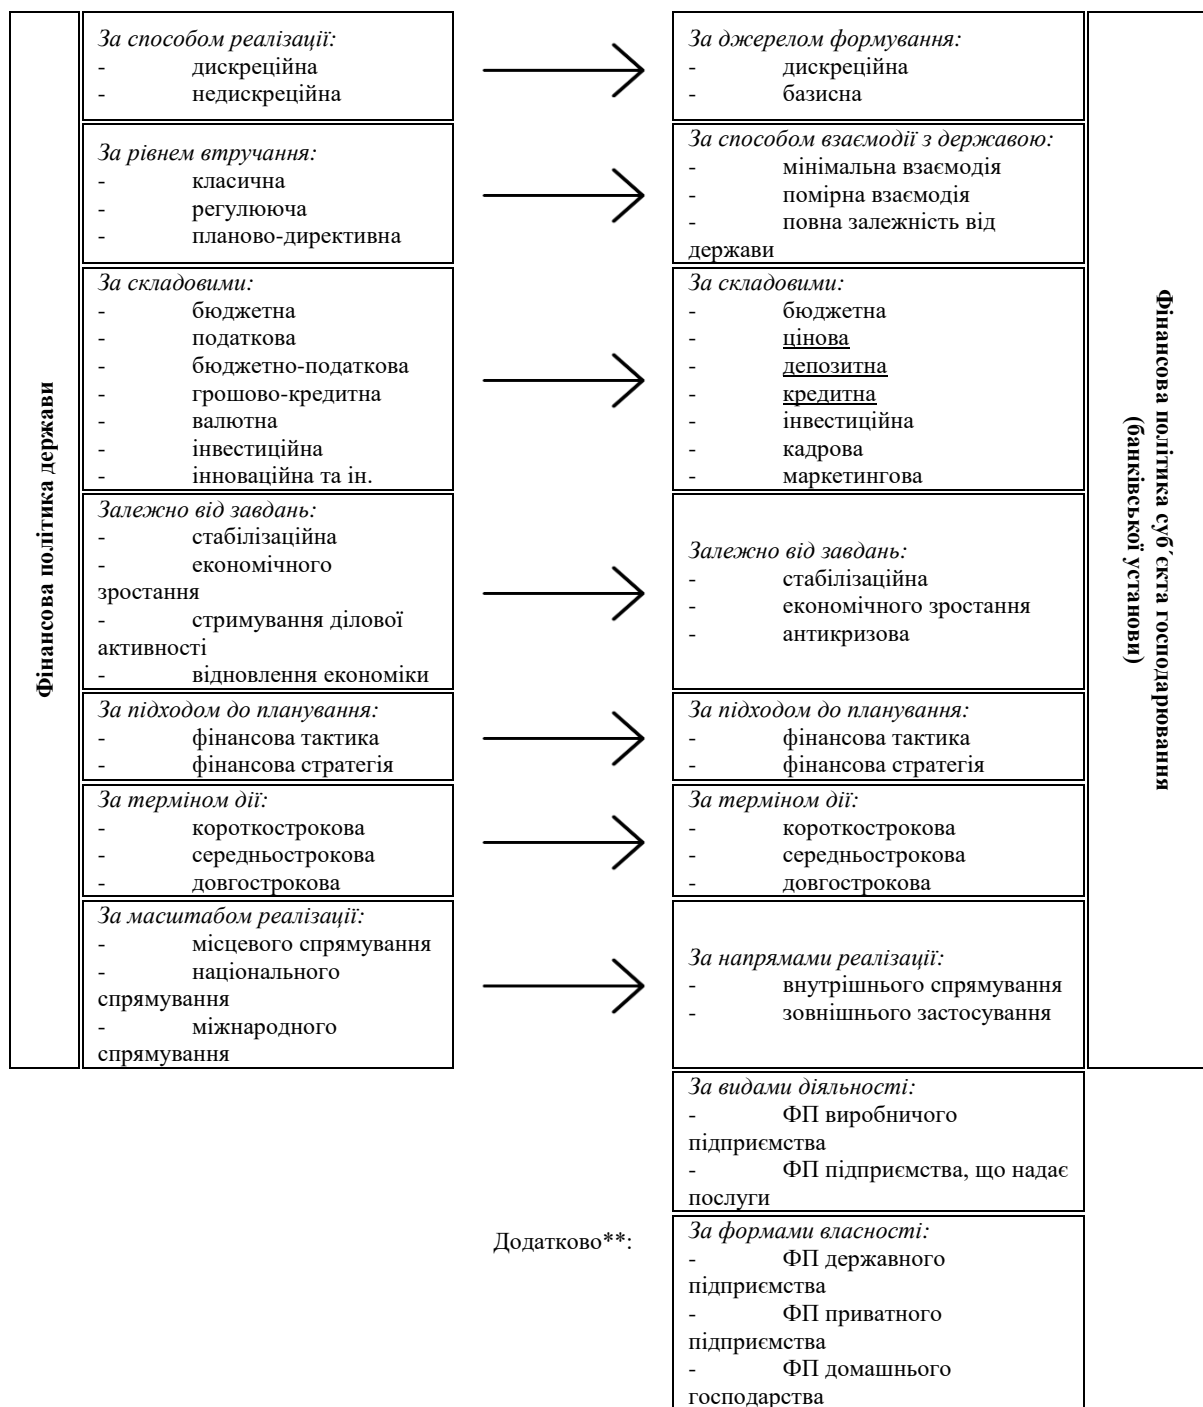 Фінансова політика держави
За способом реалізації:
- дискреційна
- недискреційна
За джерелом формування:
- дискреційна
- базисна
За рівнем втручання:
- класична
- регулююча
- планово-директивна
За способом взаємодії з державою:
- мінімальна взаємодія
- помірна взаємодія
- повна залежність від
держави
За складовими:
- бюджетна
- податкова
- бюджетно-податкова
- грошово-кредитна
- валютна
- інвестиційна
- інноваційна та ін.
За складовими:
- бюджетна
- цінова
- депозитна
- кредитна
- інвестиційна
- кадрова
- маркетингова
Залежно від завдань:
- стабілізаційна
- економічного
зростання
- стримування ділової
активності
- відновлення економіки
Залежно від завдань:
- стабілізаційна
- економічного зростання
- антикризова
За підходом до планування:
- фінансова тактика
- фінансова стратегія
За підходом до планування:
- фінансова тактика
- фінансова стратегія
За терміном дії:
- короткострокова
- середньострокова
- довгострокова
За терміном дії:
- короткострокова
- середньострокова
- довгострокова
За масштабом реалізації:
- місцевого спрямування
- національного
спрямування
- міжнародного
спрямування
За напрямами реалізації:
- внутрішнього спрямування
- зовнішнього застосування
Фінансова політика суб´єкта господарювання
(банківської установи)
Додатково**:
За видами діяльності:
- ФП виробничого
підприємства
- ФП підприємства, що надає
послуги
За формами власності:
- ФП державного
підприємства
- ФП приватного
підприємства
- ФП домашнього
господарства